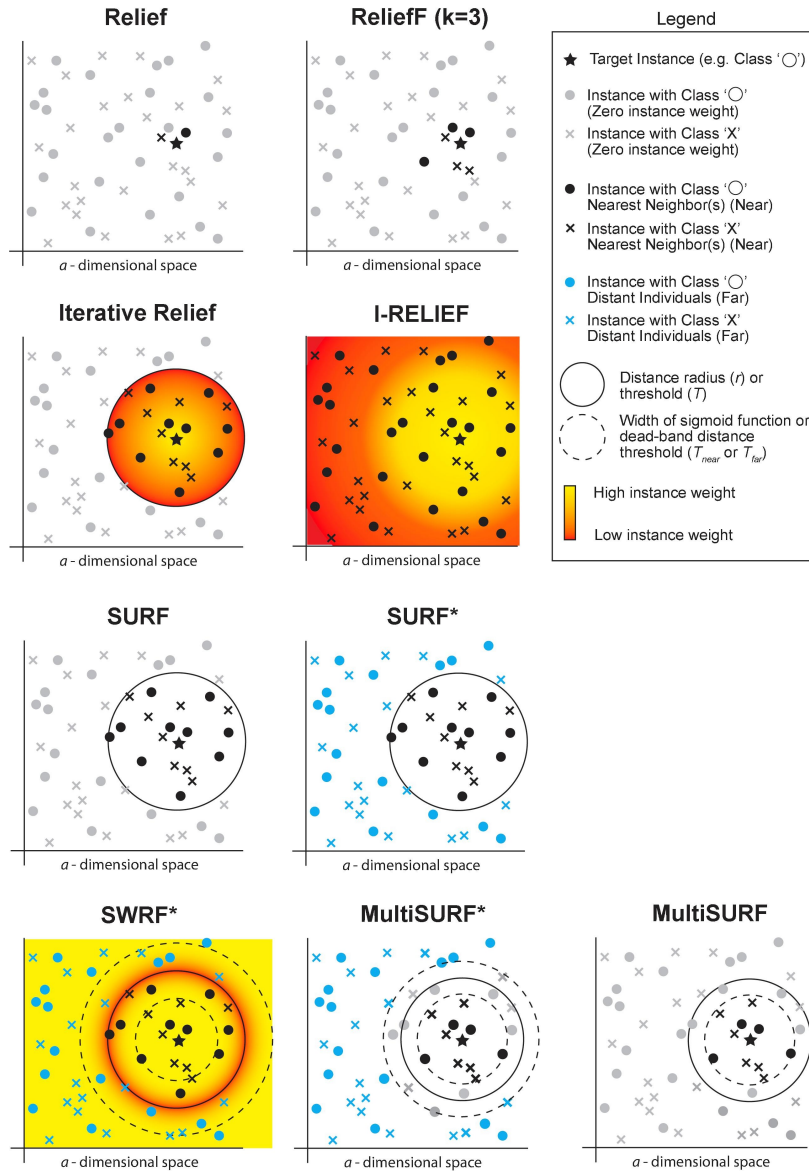 Relief
ReliefF (k=3)
Legend
Target Instance (e.g. Class '○')
Instance with Class '○'
(Zero instance weight)
Instance with Class 'X'
(Zero instance weight)
Instance with Class '○'
Nearest Neighbor(s) (Near)
Instance with Class 'X'
Nearest Neighbor(s) (Near)
Instance with Class '○'
Distant Individuals (Far)
Instance with Class 'X'
Distant Individuals (Far)
Distance radius (r) or
threshold (T)
Width of sigmoid function or
dead-band distance
threshold (T_near or T_far)
High instance weight
Low instance weight
a - dimensional space
a - dimensional space
Iterative Relief
I-RELIEF
a - dimensional space
a - dimensional space
SURF
SURF*
a - dimensional space
a - dimensional space
SWRF*
MultiSURF*
MultiSURF
a - dimensional space
a - dimensional space
a - dimensional space